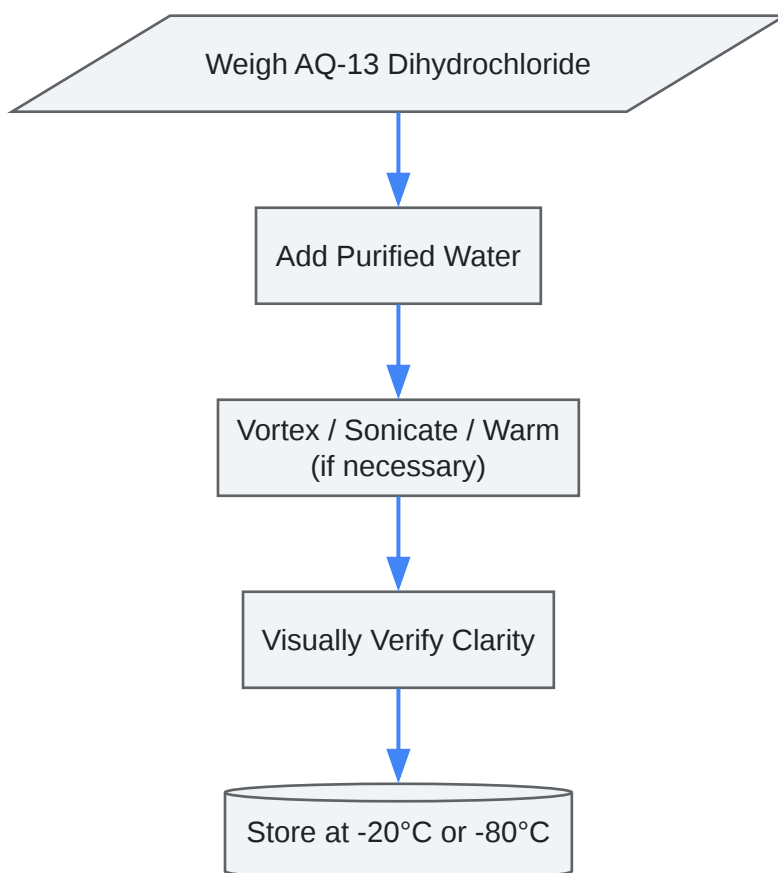 Weigh AQ-13 Dihydrochloride
Add Purified Water
Vortex / Sonicate / Warm
(if necessary)
Visually Verify Clarity
Store at -20°C or -80°C